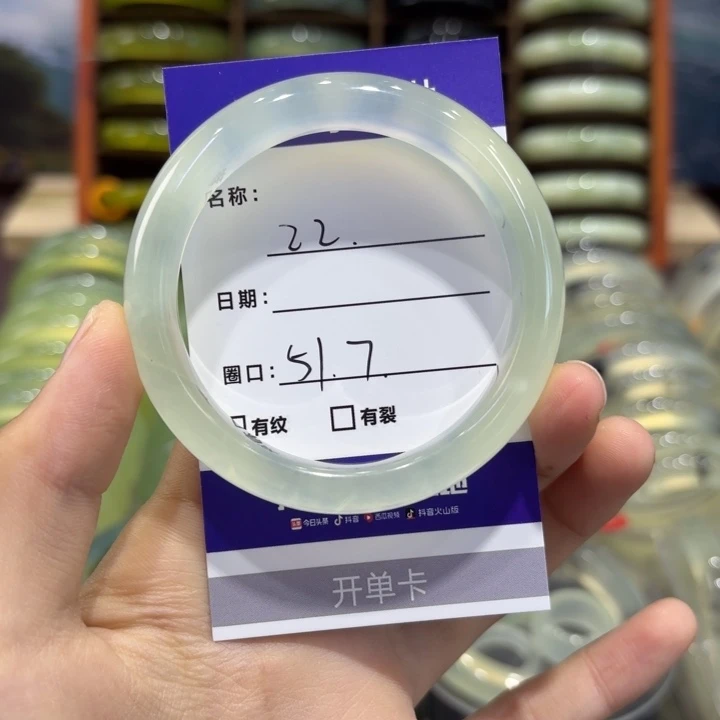 名称：
22.
日期：
圈口：51.7.
有纹 有裂
今日头条 抖音 西瓜视频 抖音火山版
开单卡